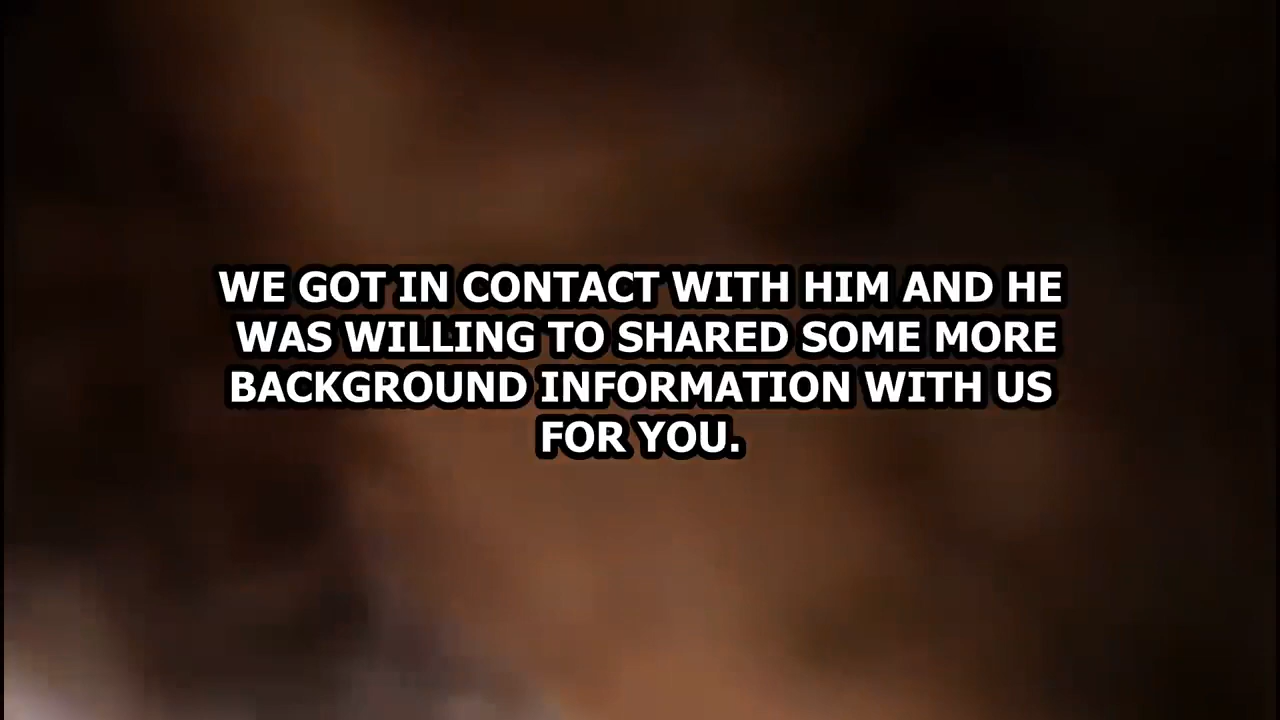 WE GOT IN CONTACT WITH HIM AND HE
WAS WILLING TO SHARED SOME MORE
BACKGROUND INFORMATION WITH US
FOR YOU.